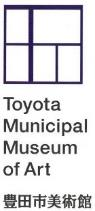 Toyota
Municipal
Museum
of Art
豊田市美術館